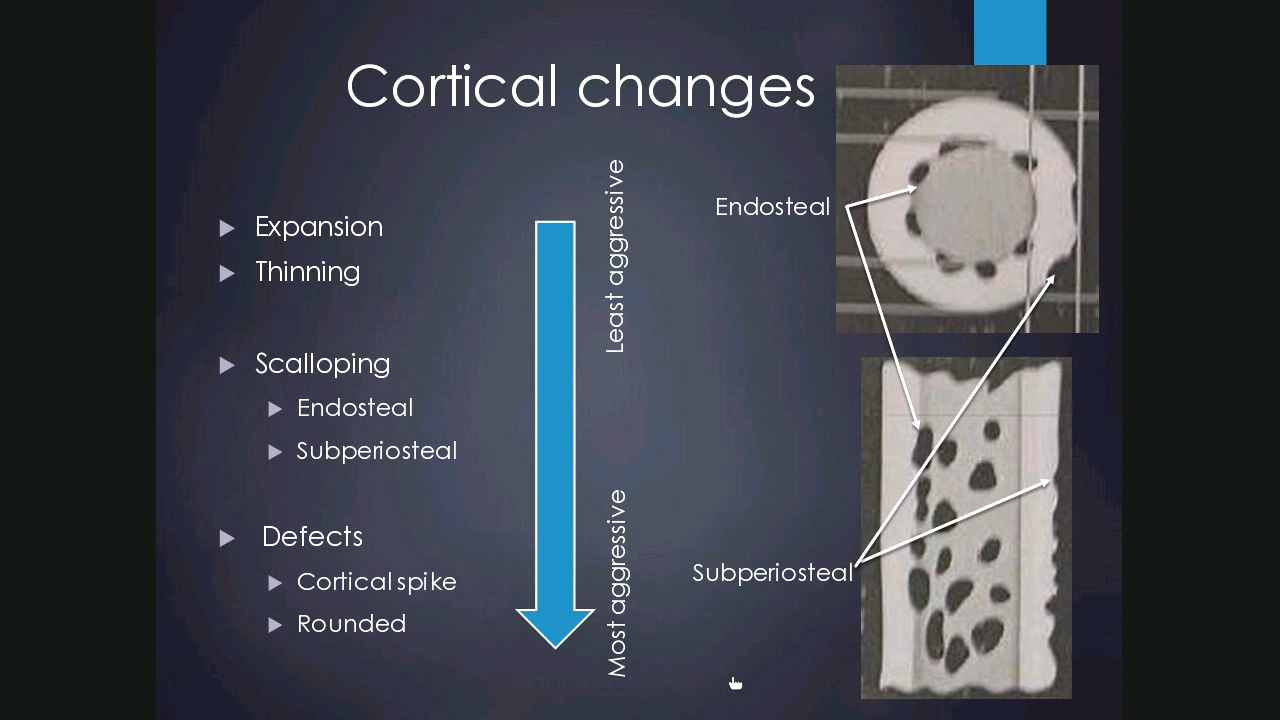 Cortical changes
Expansion
Thinning
Scalloping
Endosteal
Subperiosteal
Defects
Cortical spike
Rounded
Least aggressive
Most aggressive
Endosteal
Subperiosteal